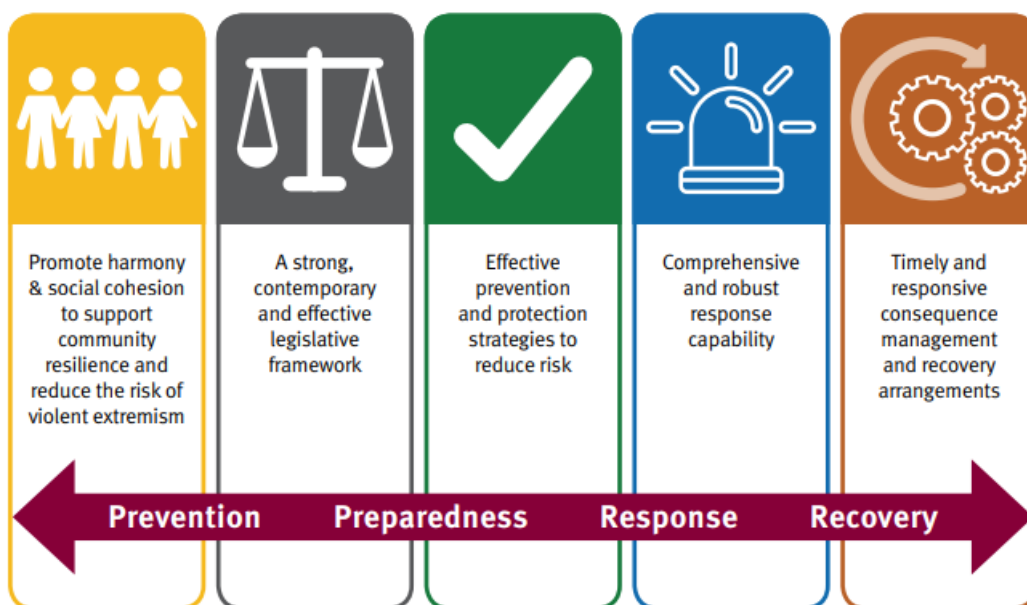 Promote harmony
& social cohesion
to support
community
resilience and
reduce the risk of
violent extremism
A strong,
contemporary
and effective
legislative
framework
Effective
prevention
and protection
strategies to
reduce risk
Comprehensive
and robust
response
capability
Timely and
responsive
consequence
management
and recovery
arrangements
Prevention Preparedness Response Recovery